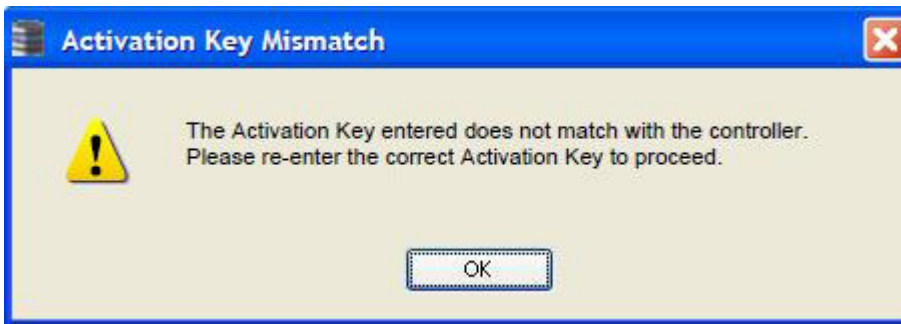 Activation Key Mismatch
The Activation Key entered does not match with the controller.
Please re-enter the correct Activation Key to proceed.
OK